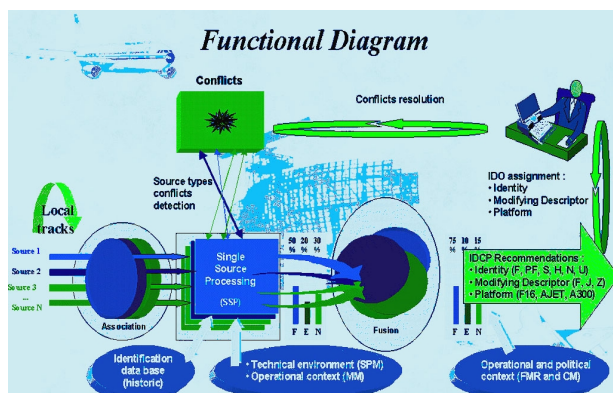 Functional Diagram
Conflicts
Conflicts resolution
IDO assignment :
• Identity
• Modifying Descriptor
• Platform
Source types
conflicts
detection
Local
tracks
Source 1
Source 2
Source 3
...
Source N
Association
Single
Source
Processing
(SSP)
50 20 30
% % %
F E N
Fusion
75 10 15
% % %
F E N
IDCP Recommendations :
• Identity (F, PF, S, H, N, U)
• Modifying Descriptor (F, J, Z)
• Platform (F16, AJET, A300)
Identification
data base
(historic)
• Technical environment (SPM)
• Operational context (MM)
Operational and political
context (FMR and CM)